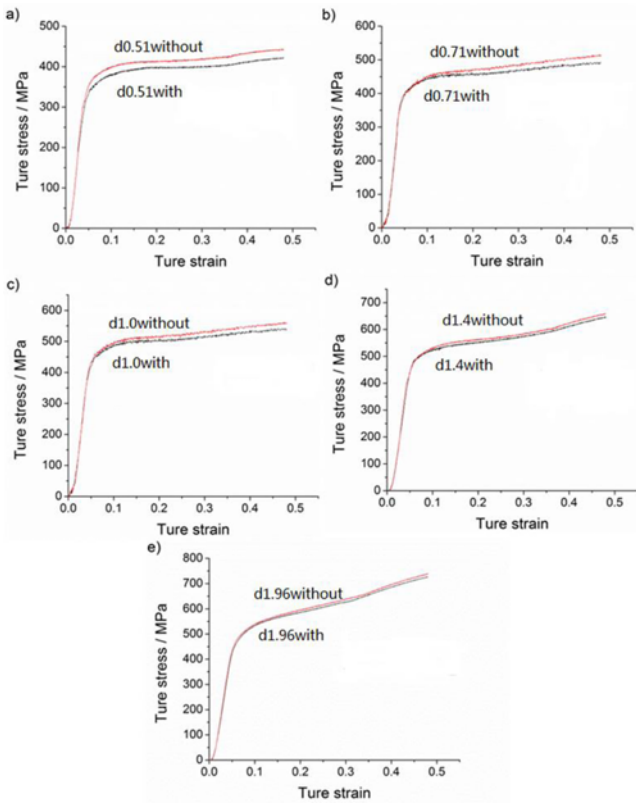 a)
Ture stress / MPa
500
400
300
200
100
0
d0.51without
d0.51with
0.0 0.1 0.2 0.3 0.4 0.5
Ture strain
b)
Ture stress / MPa
600
500
400
300
200
100
0
d0.71without
d0.71with
0.0 0.1 0.2 0.3 0.4 0.5
Ture strain
c)
Ture stress / MPa
600
500
400
300
200
100
0
d1.0without
d1.0with
0.0 0.1 0.2 0.3 0.4 0.5
Ture strain
d)
Ture stress / MPa
700
600
500
400
300
200
100
0
d1.4without
d1.4with
0.0 0.1 0.2 0.3 0.4 0.5
Ture strain
e)
Ture stress / MPa
800
700
600
500
400
300
200
100
0
d1.96without
d1.96with
0.0 0.1 0.2 0.3 0.4 0.5
Ture strain